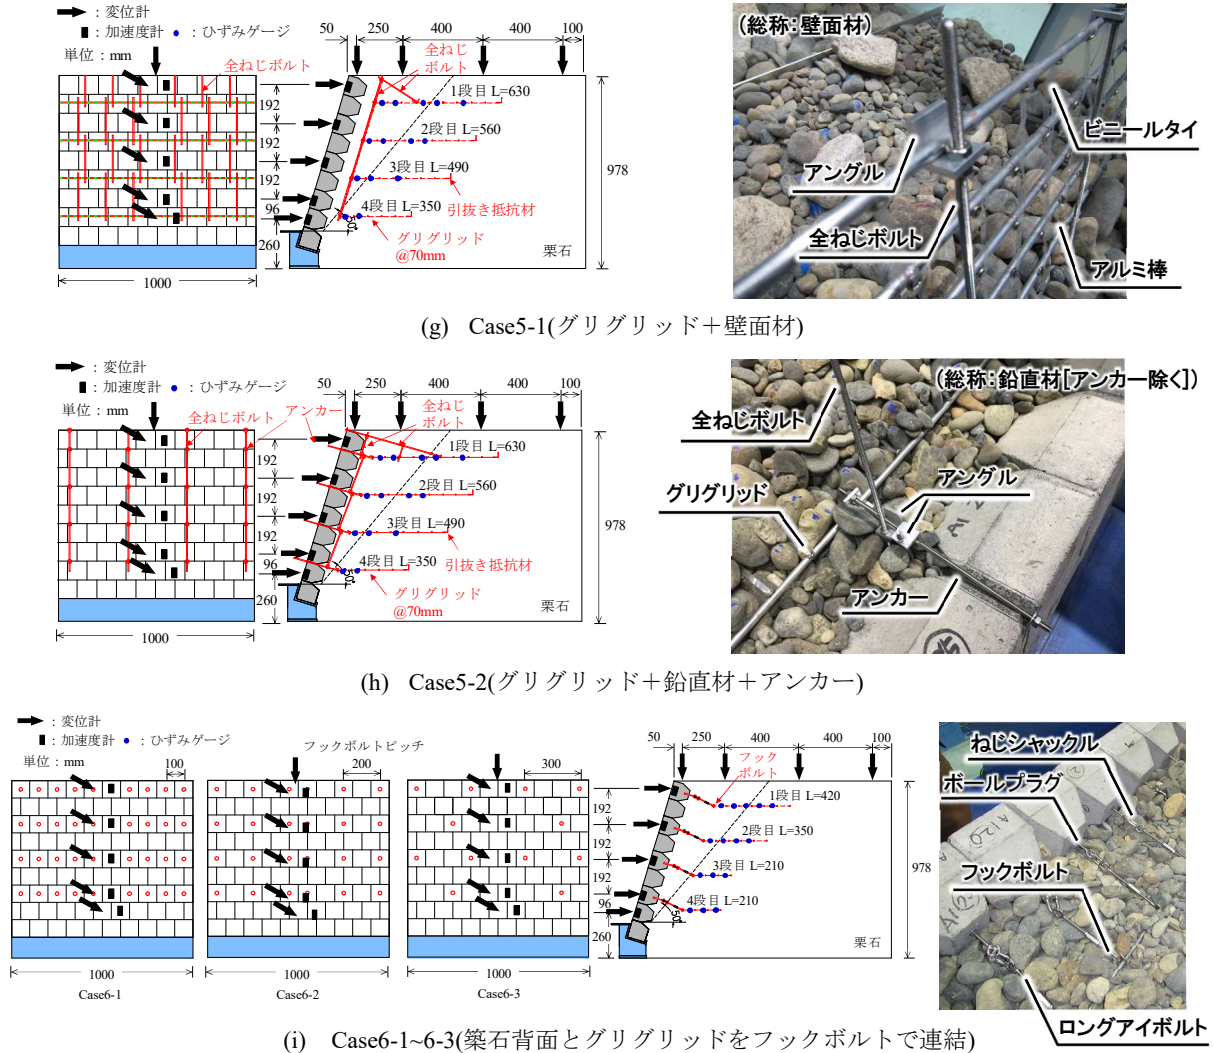 ：変位計
：加速度計 ：ひずみゲージ
単位：mm
全ねじボルト
192
192
192
96
260
1000
50 250 400 400 100
全ねじ
ボルト
1段目 L=630
2段目 L=560
3段目 L=490
4段目 L=350
引抜き抵抗材
50°
グリグリッド
@70mm
栗石
978
(総称：壁面材)
ビニールタイ
アングル
全ねじボルト
アルミ棒
(g) Case5-1(グリグリッド＋壁面材)
：変位計
：加速度計 ：ひずみゲージ
単位：mm
全ねじボルト
アンカー
192
192
192
96
260
1000
50 250 400 400 100
全ねじ
ボルト
1段目 L=630
2段目 L=560
3段目 L=490
4段目 L=350
引抜き抵抗材
50°
グリグリッド
@70mm
栗石
978
(総称：鉛直材[アンカー除く])
全ねじボルト
アングル
グリグリッド
アンカー
(h) Case5-2(グリグリッド＋鉛直材＋アンカー)
：変位計
：加速度計 ：ひずみゲージ
単位：mm
フックボルトピッチ
100
200
300
1000
1000
1000
Case6-1
Case6-2
Case6-3
50 250 400 400 100
フック
ボルト
192
192
192
96
260
1段目 L=420
2段目 L=350
3段目 L=210
4段目 L=210
50°
栗石
978
ねじシャックル
ボールプラグ
フックボルト
A120
A1(2)
ロングアイボルト
(i) Case6-1~6-3(築石背面とグリグリッドをフックボルトで連結)